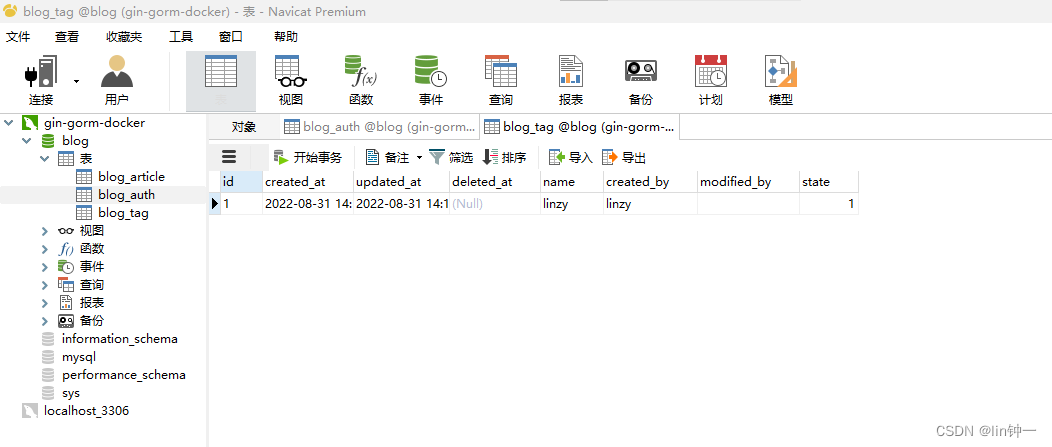 blog_tag @blog (gin-gorm-docker) - 表 - Navicat Premium
文件 查看 收藏夹 工具 窗口 帮助
连接 用户 视图 函数 事件 查询 报表 备份 计划 模型
gin-gorm-docker
blog
表
blog_article
blog_auth
blog_tag
视图
函数
事件
查询
报表
备份
information_schema
mysql
performance_schema
sys
localhost_3306
对象 blog_auth @blog (gin-gorm... blog_tag @blog (gin-gorm-...
开始事务 备注 筛选 排序 导入 导出
id created_at updated_at deleted_at name created_by modified_by state
1 2022-08-31 14: 2022-08-31 14:1 (Null) linzy linzy 1
CSDN @lin钟一